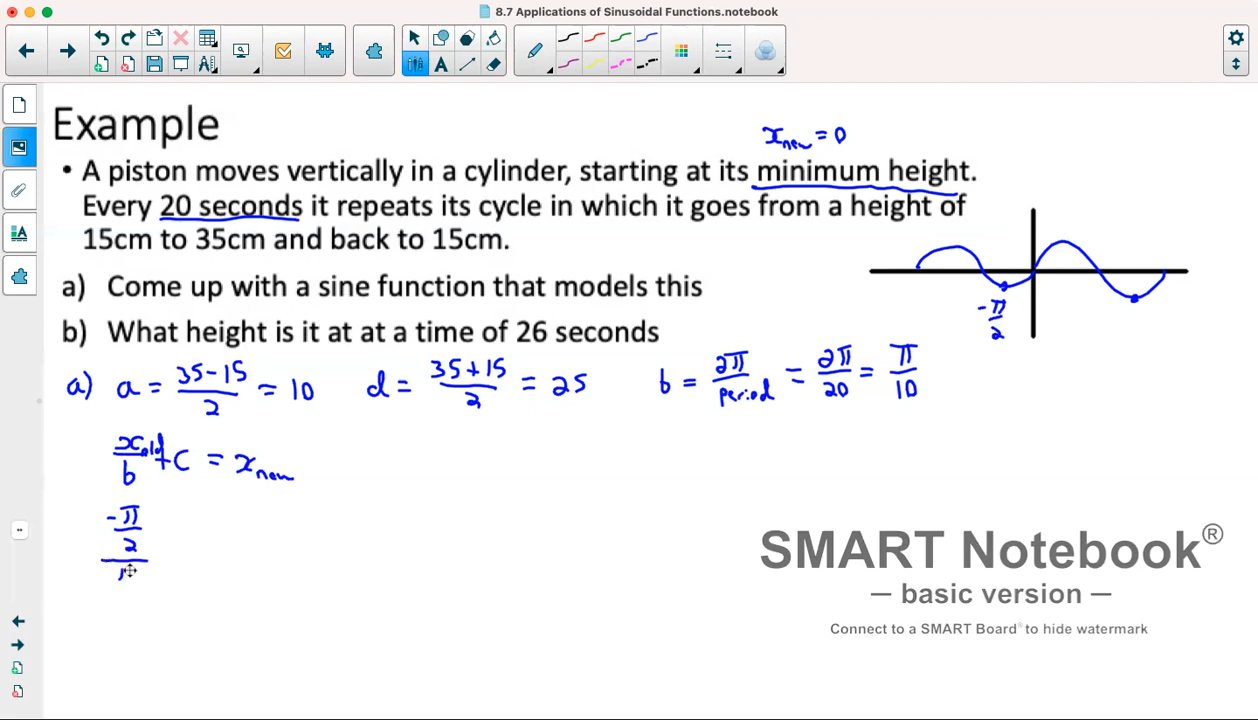 8.7 Applications of Sinusoidal Functions.notebook
Example
x_new = 0
• A piston moves vertically in a cylinder, starting at its minimum height.
Every 20 seconds it repeats its cycle in which it goes from a height of
15cm to 35cm and back to 15cm.
a) Come up with a sine function that models this
-π/2
b) What height is it at at a time of 26 seconds
a) a = (35-15)/2 = 10 d = (35+15)/2 = 25 b = 2π/period = 2π/20 = π/10
x_old/b + C = x_new
-π/2
SMART Notebook®
— basic version —
Connect to a SMART Board® to hide watermark